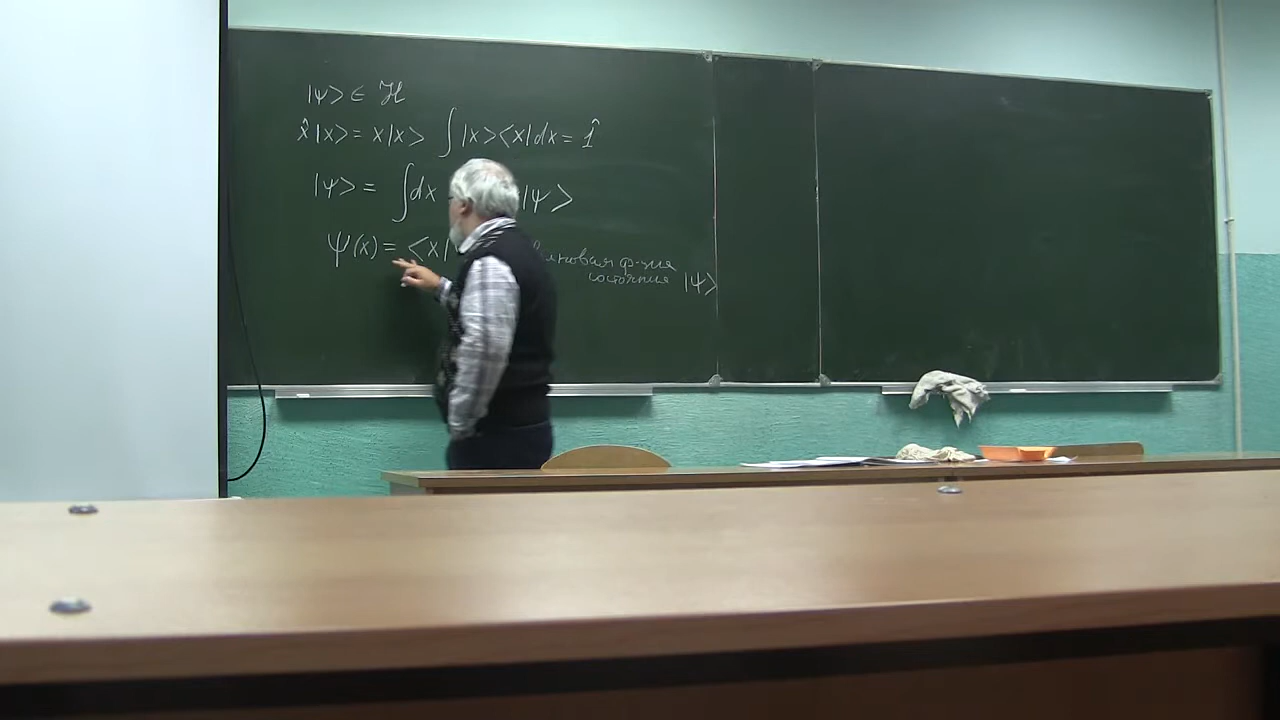 |ψ> ∈ ℋ
x̂|x> = x|x> ∫|x><x|dx = 1̂
|ψ> = ∫dx |ψ>
ψ(x) = <x| волновая ф-ция
состояния |ψ>